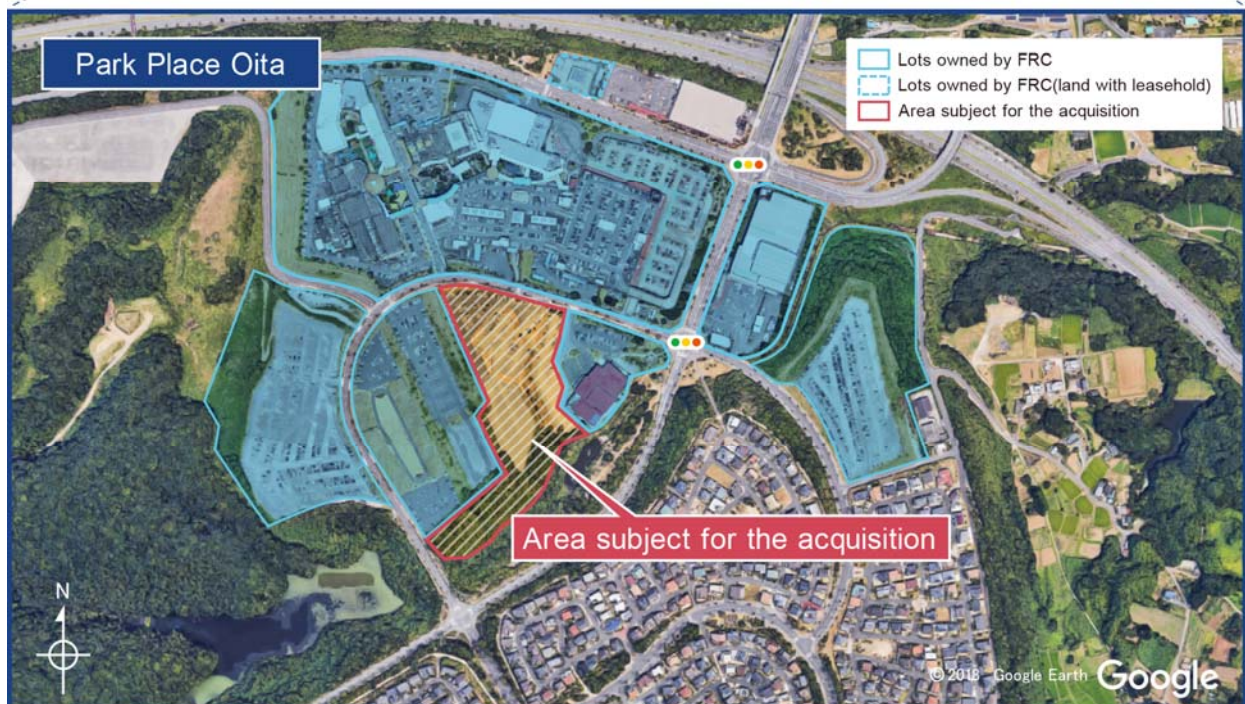 Park Place Oita
Lots owned by FRC
Lots owned by FRC(land with leasehold)
Area subject for the acquisition
Area subject for the acquisition
N
©2018 Google Earth Google